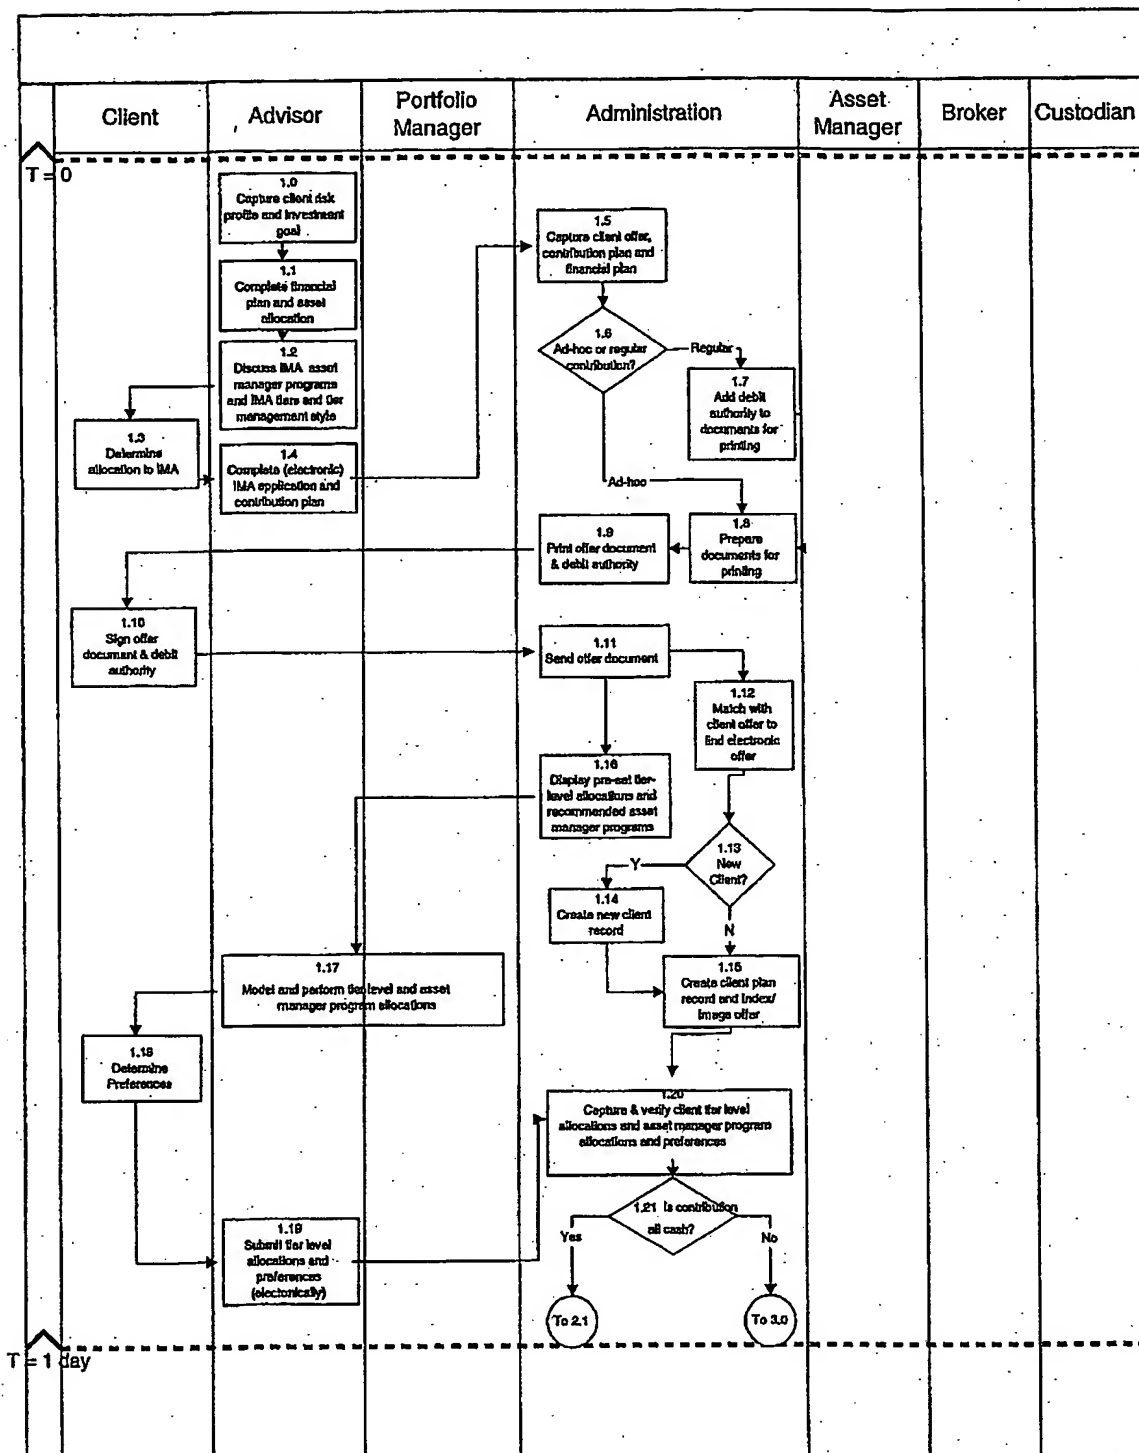 Client
Advisor
Portfolio
Manager
Administration
Asset
Manager
Broker
Custodian
T = 0
1.0
Capture client risk
profile and investment
goal
1.1
Complete financial
plan and asset
allocation
1.2
Discuss IMA asset
manager programs
and IMA tiers and tier
management style
1.3
Determine
allocation to IMA
1.4
Complete (electronic)
IMA application and
contribution plan
1.5
Capture client offer,
contribution plan and
financial plan
1.6
Ad-hoc or regular
contribution?
Regular
1.7
Add debit
authority to
documents for
printing
Ad-hoc
1.8
Prepare
documents for
printing
1.9
Print offer document
& debit authority
1.10
Sign offer
document & debit
authority
1.11
Send offer document
1.12
Match with
client offer to
find electronic
offer
1.16
Display pre-set tier-
level allocations and
recommended asset
manager programs
1.13
New
Client?
Y
N
1.14
Create new client
record
1.15
Create client plan
record and Index/
Image offer
1.17
Model and perform tier level and asset
manager program allocations
1.18
Determine
Preferences
1.20
Capture & verify client tier level
allocations and asset manager program
allocations and preferences
1.21 Is contribution
all cash?
Yes
No
1.19
Submit tier level
allocations and
preferences
(electonically)
To 2.1
To 3.0
T = 1 day